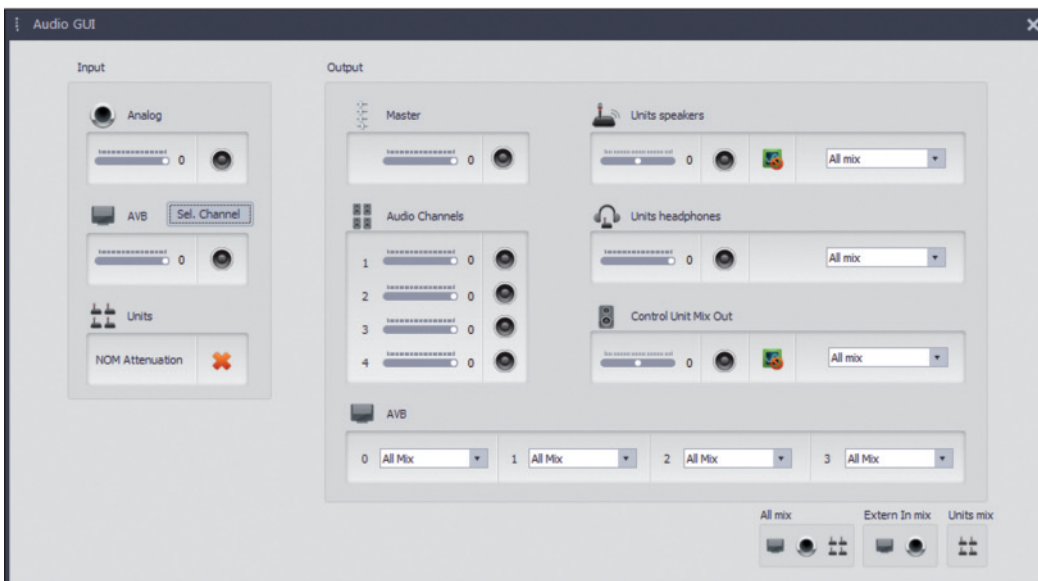 Audio GUI
Input
Analog
0
AVB
Sel. Channel
0
Units
NOM Attenuation
Output
Master
0
Audio Channels
1
0
2
0
3
0
4
0
Units speakers
0
All mix
Units headphones
0
All mix
Control Unit Mix Out
0
All mix
AVB
0 All Mix
1 All Mix
2 All Mix
3 All Mix
All mix
Extern In mix
Units mix